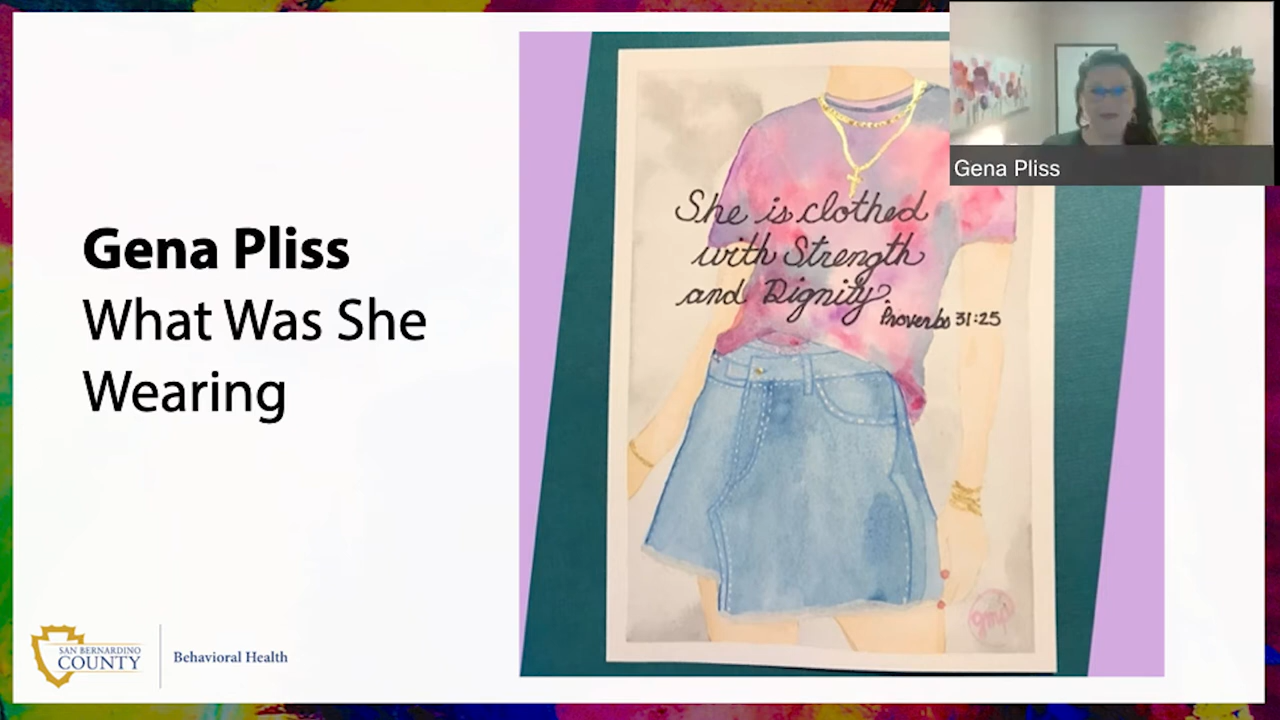 Gena Pliss
Gena Pliss
What Was She
Wearing
She is clothed
with Strength
and Dignity.
Proverbs 31:25
gmp
SAN BERNARDINO
COUNTY
Behavioral Health